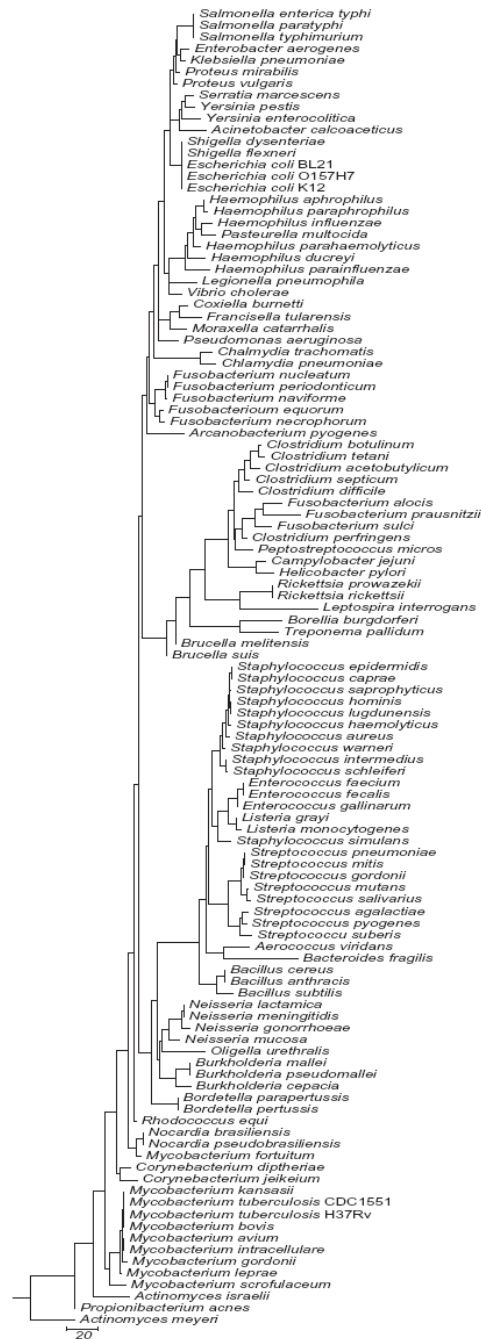 Salmonella enterica typhi
Salmonella paratyphi
Salmonella typhimurium
Enterobacter aerogenes
Klebsiella pneumoniae
Proteus mirabilis
Proteus vulgaris
Serratia marcescens
Yersinia pestis
Yersinia enterocolitica
Acinetobacter calcoaceticus
Shigella dysenteriae
Shigella flexneri
Escherichia coli BL21
Escherichia coli O157H7
Escherichia coli K12
Haemophilus aphrophilus
Haemophilus paraphrophilus
Haemophilus influenzae
Pasteurella multocida
Haemophilus parahaemolyticus
Haemophilus ducreyi
Haemophilus parainfluenzae
Legionella pneumophila
Vibrio cholerae
Coxiella burnetti
Francisella tularensis
Moraxella catarrhalis
Pseudomonas aeruginosa
Chalmydia trachomatis
Chlamydia pneumoniae
Fusobacterium nucleatum
Fusobacterium periodonticum
Fusobacterium naviforme
Fusobacterioum equorum
Fusobacterium necrophorum
Arcanobacterium pyogenes
Clostridium botulinum
Clostridium tetani
Clostridium acetobutylicum
Clostridium septicum
Clostridium difficile
Fusobacterium alocis
Fusobacterium prausnitzii
Fusobacterium sulci
Clostridium perfringens
Peptostreptococcus micros
Campylobacter jejuni
Helicobacter pylori
Rickettsia prowazekii
Rickettsia rickettsii
Leptospira interrogans
Borellia burgdorferi
Treponema pallidum
Brucella melitensis
Brucella suis
Staphylococcus epidermidis
Staphylococcus caprae
Staphylococcus saprophyticus
Staphylococcus hominis
Staphylococcus lugdunensis
Staphylococcus haemolyticus
Staphylococcus aureus
Staphylococcus warneri
Staphylococcus intermedius
Staphylococcus schleiferi
Enterococcus faecium
Enterococcus fecalis
Enterococcus gallinarum
Listeria grayi
Listeria monocytogenes
Staphylococcus simulans
Streptococcus pneumoniae
Streptococcus mitis
Streptococcus gordonii
Streptococcus mutans
Streptococcus salivarius
Streptococcus agalactiae
Streptococcus pyogenes
Streptococcu suberis
Aerococcus viridans
Bacteroides fragilis
Bacillus cereus
Bacillus anthracis
Bacillus subtilis
Neisseria lactamica
Neisseria meningitidis
Neisseria gonorrhoeae
Neisseria mucosa
Oligella urethralis
Burkholderia mallei
Burkholderia pseudomallei
Burkholderia cepacia
Bordetella parapertussis
Bordetella pertussis
Rhodococcus equi
Nocardia brasiliensis
Nocardia pseudobrasiliensis
Mycobacterium fortuitum
Corynebacterium diptheriae
Corynebacterium jeikeium
Mycobacterium kansasii
Mycobacterium tuberculosis CDC1551
Mycobacterium tuberculosis H37Rv
Mycobacterium bovis
Mycobacterium avium
Mycobacterium intracellulare
Mycobacterium gordonii
Mycobacterium leprae
Mycobacterium scrofulaceum
Actinomyces israelii
Propionibacterium acnes
Actinomyces meyeri
20